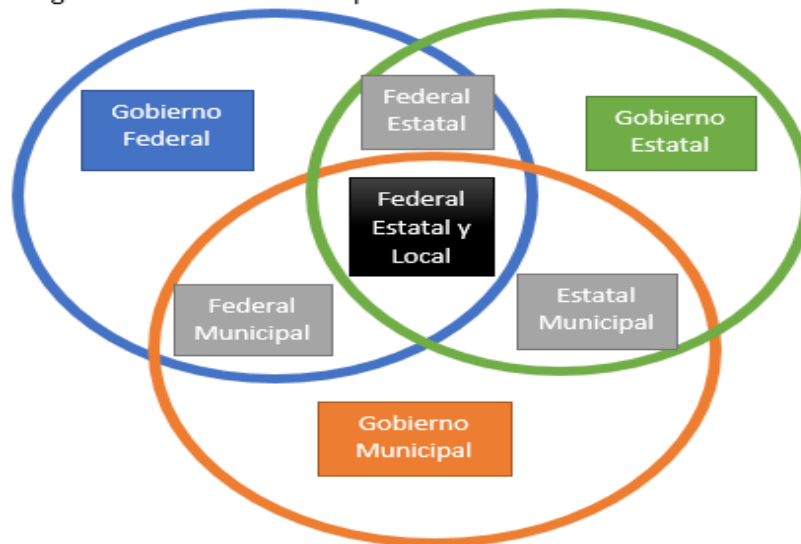 Gobierno
Federal
Federal
Estatal
Gobierno
Estatal
Federal
Estatal y
Local
Federal
Municipal
Estatal
Municipal
Gobierno
Municipal